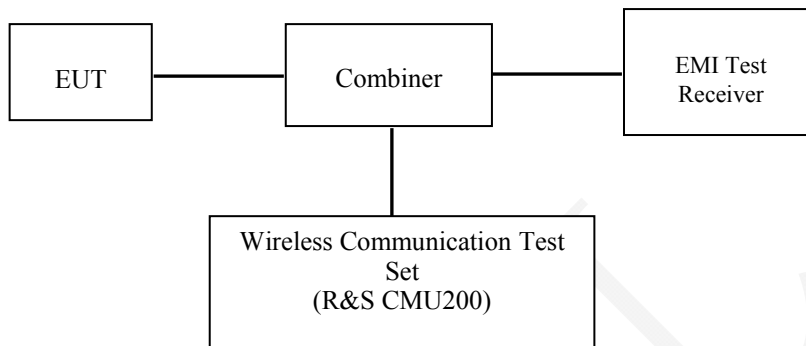 EUT
Combiner
EMI Test
Receiver
Wireless Communication Test
Set
(R&S CMU200)